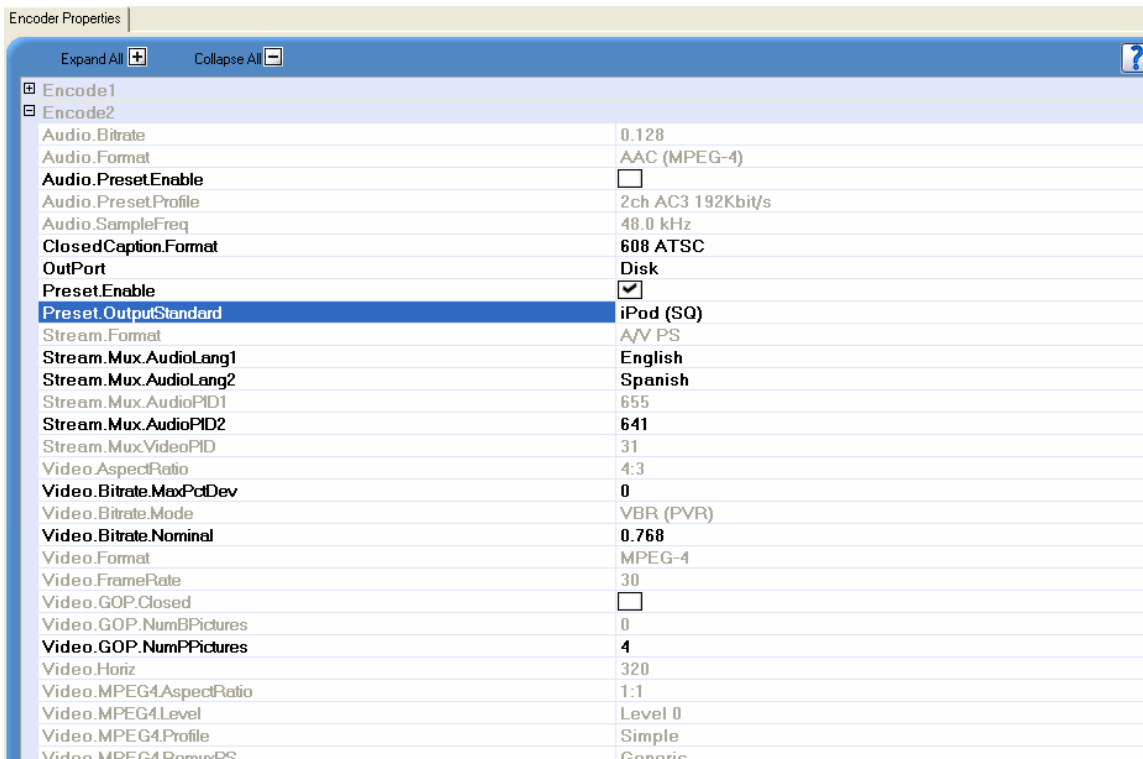 Encoder Properties
Expand All Collapse All ?
Encode1
Encode2
Audio.Bitrate 0.128
Audio.Format AAC (MPEG-4)
Audio.Preset.Enable
Audio.Preset.Profile 2ch AC3 192Kbit/s
Audio.SampleFreq 48.0 kHz
ClosedCaption.Format 608 ATSC
OutPort Disk
Preset.Enable
Preset.OutputStandard iPod (SQ)
Stream.Format A/V PS
Stream.Mux.AudioLang1 English
Stream.Mux.AudioLang2 Spanish
Stream.Mux.AudioPID1 655
Stream.Mux.AudioPID2 641
Stream.Mux.VideoPID 31
Video.AspectRatio 4:3
Video.Bitrate.MaxPctDev 0
Video.Bitrate.Mode VBR (PVR)
Video.Bitrate.Nominal 0.768
Video.Format MPEG-4
Video.FrameRate 30
Video.GOP.Closed
Video.GOP.NumBPictures 0
Video.GOP.NumPPictures 4
Video.Horiz 320
Video.MPEG4.AspectRatio 1:1
Video.MPEG4.Level Level 0
Video.MPEG4.Profile Simple
Video.MPEG4.RemuxPS Generic